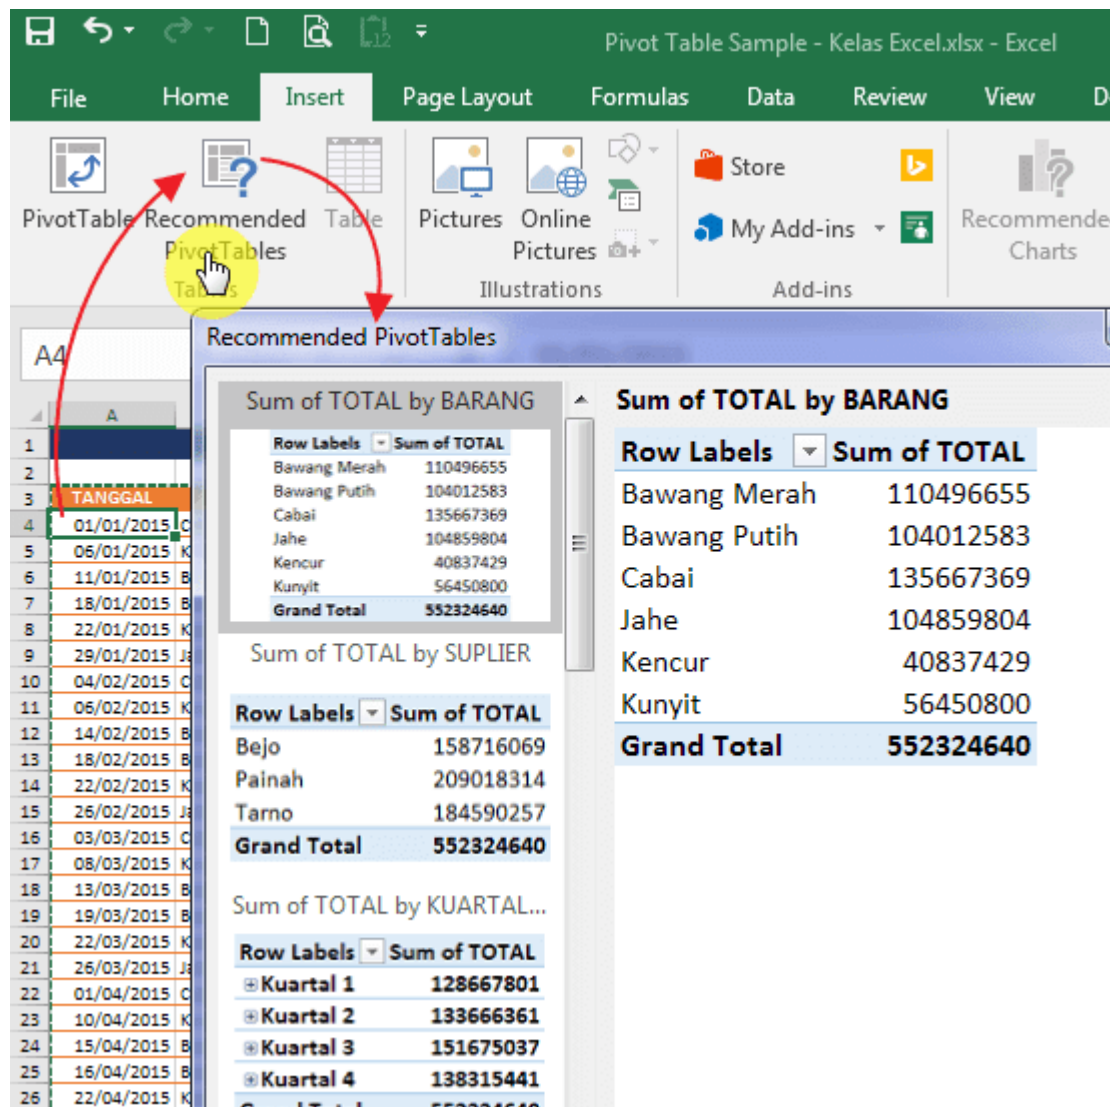 12
Pivot Table Sample - Kelas Excel.xlsx - Excel
File Home Insert Page Layout Formulas Data Review View
PivotTable Recommended PivotTables Table Pictures Online Pictures Store My Add-ins Recommende Charts
Tables Illustrations Add-ins
A4
Recommended PivotTables
A
1
2
3 TANGGAL
4 01/01/2015 C
5 06/01/2015 K
6 11/01/2015 B
7 18/01/2015 B
8 22/01/2015 K
9 29/01/2015 Ja
10 04/02/2015 C
11 06/02/2015 K
12 14/02/2015 B
13 18/02/2015 B
14 22/02/2015 K
15 26/02/2015 Ja
16 03/03/2015 C
17 08/03/2015 K
18 13/03/2015 B
19 19/03/2015 B
20 22/03/2015 K
21 26/03/2015 Ja
22 01/04/2015 C
23 10/04/2015 K
24 15/04/2015 B
25 16/04/2015 B
26 22/04/2015 K
Sum of TOTAL by BARANG
Row Labels Sum of TOTAL
Bawang Merah 110496655
Bawang Putih 104012583
Cabai 135667369
Jahe 104859804
Kencur 40837429
Kunyit 56450800
Grand Total 552324640
Sum of TOTAL by SUPLIER
Row Labels Sum of TOTAL
Bejo 158716069
Painah 209018314
Tarno 184590257
Grand Total 552324640
Sum of TOTAL by KUARTAL...
Row Labels Sum of TOTAL
Kuartal 1 128667801
Kuartal 2 133666361
Kuartal 3 151675037
Kuartal 4 138315441
Grand Total 552324640
Sum of TOTAL by BARANG
Row Labels Sum of TOTAL
Bawang Merah 110496655
Bawang Putih 104012583
Cabai 135667369
Jahe 104859804
Kencur 40837429
Kunyit 56450800
Grand Total 552324640